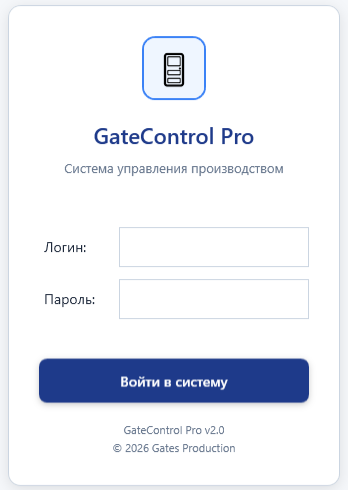 GateControl Pro
Система управления производством
Логин:
Пароль:
Войти в систему
GateControl Pro v2.0
© 2026 Gates Production